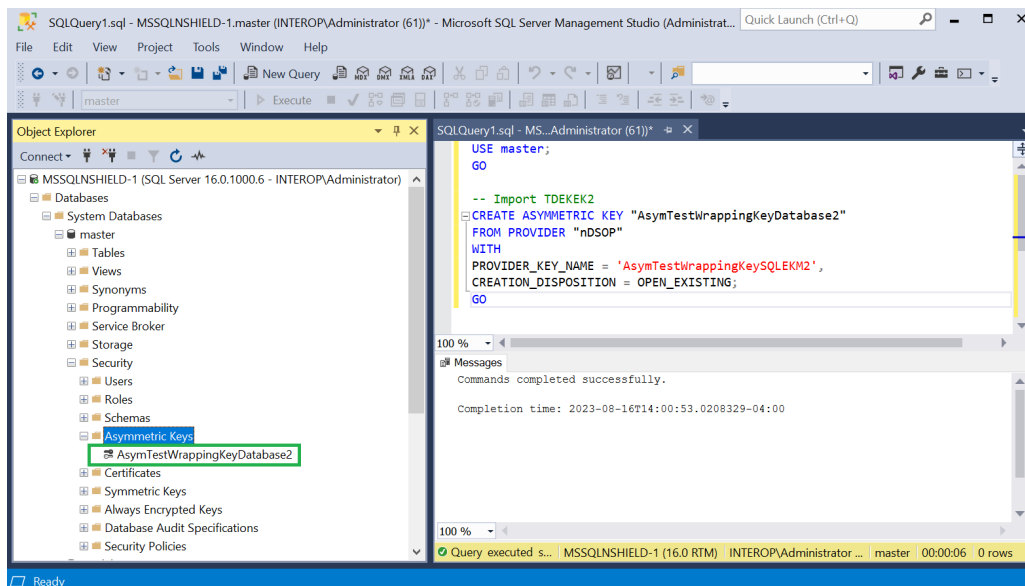 SQLQuery1.sql - MSSQLNSHIELD-1.master (INTEROP\Administrator (61))* - Microsoft SQL Server Management Studio (Administrat...
Quick Launch (Ctrl+Q)
File Edit View Project Tools Window Help
New Query MDX DMX XMLA DAX
master
Execute
Object Explorer
Connect
MSSQLNSHIELD-1 (SQL Server 16.0.1000.6 - INTEROP\Administrator)
Databases
System Databases
master
Tables
Views
Synonyms
Programmability
Service Broker
Storage
Security
Users
Roles
Schemas
Asymmetric Keys
AsymTestWrappingKeyDatabase2
Certificates
Symmetric Keys
Always Encrypted Keys
Database Audit Specifications
Security Policies
SQLQuery1.sql - MS...Administrator (61))*
USE master;
GO
-- Import TDEKEK2
CREATE ASYMMETRIC KEY "AsymTestWrappingKeyDatabase2"
FROM PROVIDER "nDSOP"
WITH
PROVIDER_KEY_NAME = 'AsymTestWrappingKeySQLEKM2',
CREATION_DISPOSITION = OPEN_EXISTING;
GO
100 %
Messages
Commands completed successfully.
Completion time: 2023-08-16T14:00:53.0208329-04:00
100 %
Query executed s... MSSQLNSHIELD-1 (16.0 RTM) INTEROP\Administrator ... master 00:00:06 0 rows
Ready